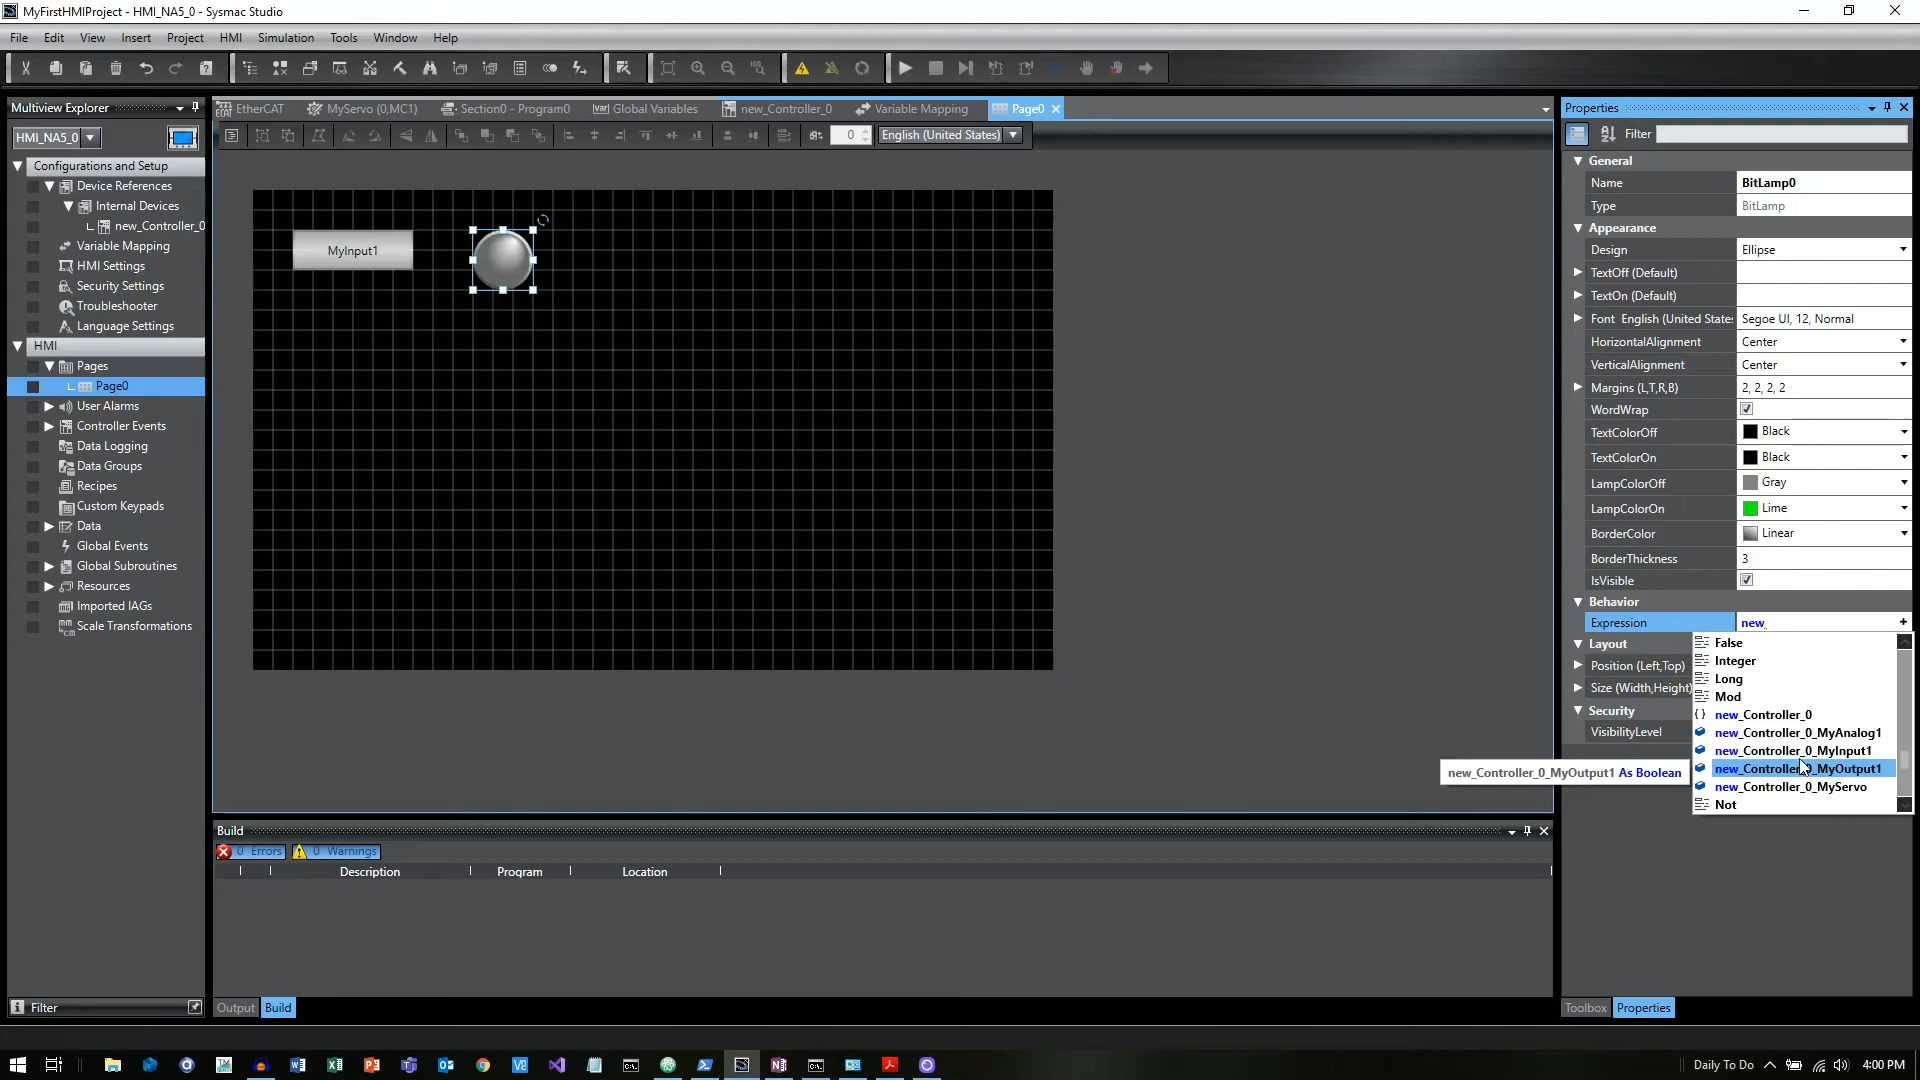 MyFirstHMIProject - HMI_NA5_0 - Sysmac Studio
File Edit View Insert Project HMI Simulation Tools Window Help
Multiview Explorer
HMI_NA5_0
Configurations and Setup
Device References
Internal Devices
new_Controller_0
Variable Mapping
HMI Settings
Security Settings
Troubleshooter
Language Settings
HMI
Pages
Page0
User Alarms
Controller Events
Data Logging
Data Groups
Recipes
Custom Keypads
Data
Global Events
Global Subroutines
Resources
Imported IAGs
Scale Transformations
Filter
EtherCAT MyServo (0,MC1) Section0 - Program0 Global Variables new_Controller_0 Variable Mapping Page0
0 English (United States)
MyInput1
Build
0 Errors 0 Warnings
Description Program Location
Output Build
Properties
Filter
General
Name BitLamp0
Type BitLamp
Appearance
Design Ellipse
TextOff (Default)
TextOn (Default)
Font English (United State: Segoe UI, 12, Normal
HorizontalAlignment Center
VerticalAlignment Center
Margins (L,T,R,B) 2, 2, 2, 2
WordWrap
TextColorOff Black
TextColorOn Black
LampColorOff Gray
LampColorOn Lime
BorderColor Linear
BorderThickness 3
IsVisible
Behavior
Expression new_
Layout
Position (Left,Top)
Size (Width,Height)
Security
VisibilityLevel
False
Integer
Long
Mod
new_Controller_0
new_Controller_0_MyAnalog1
new_Controller_0_MyInput1
new_Controller_0_MyOutput1
new_Controller_0_MyServo
Not
new_Controller_0_MyOutput1 As Boolean
Toolbox Properties
Daily To Do 4:00 PM